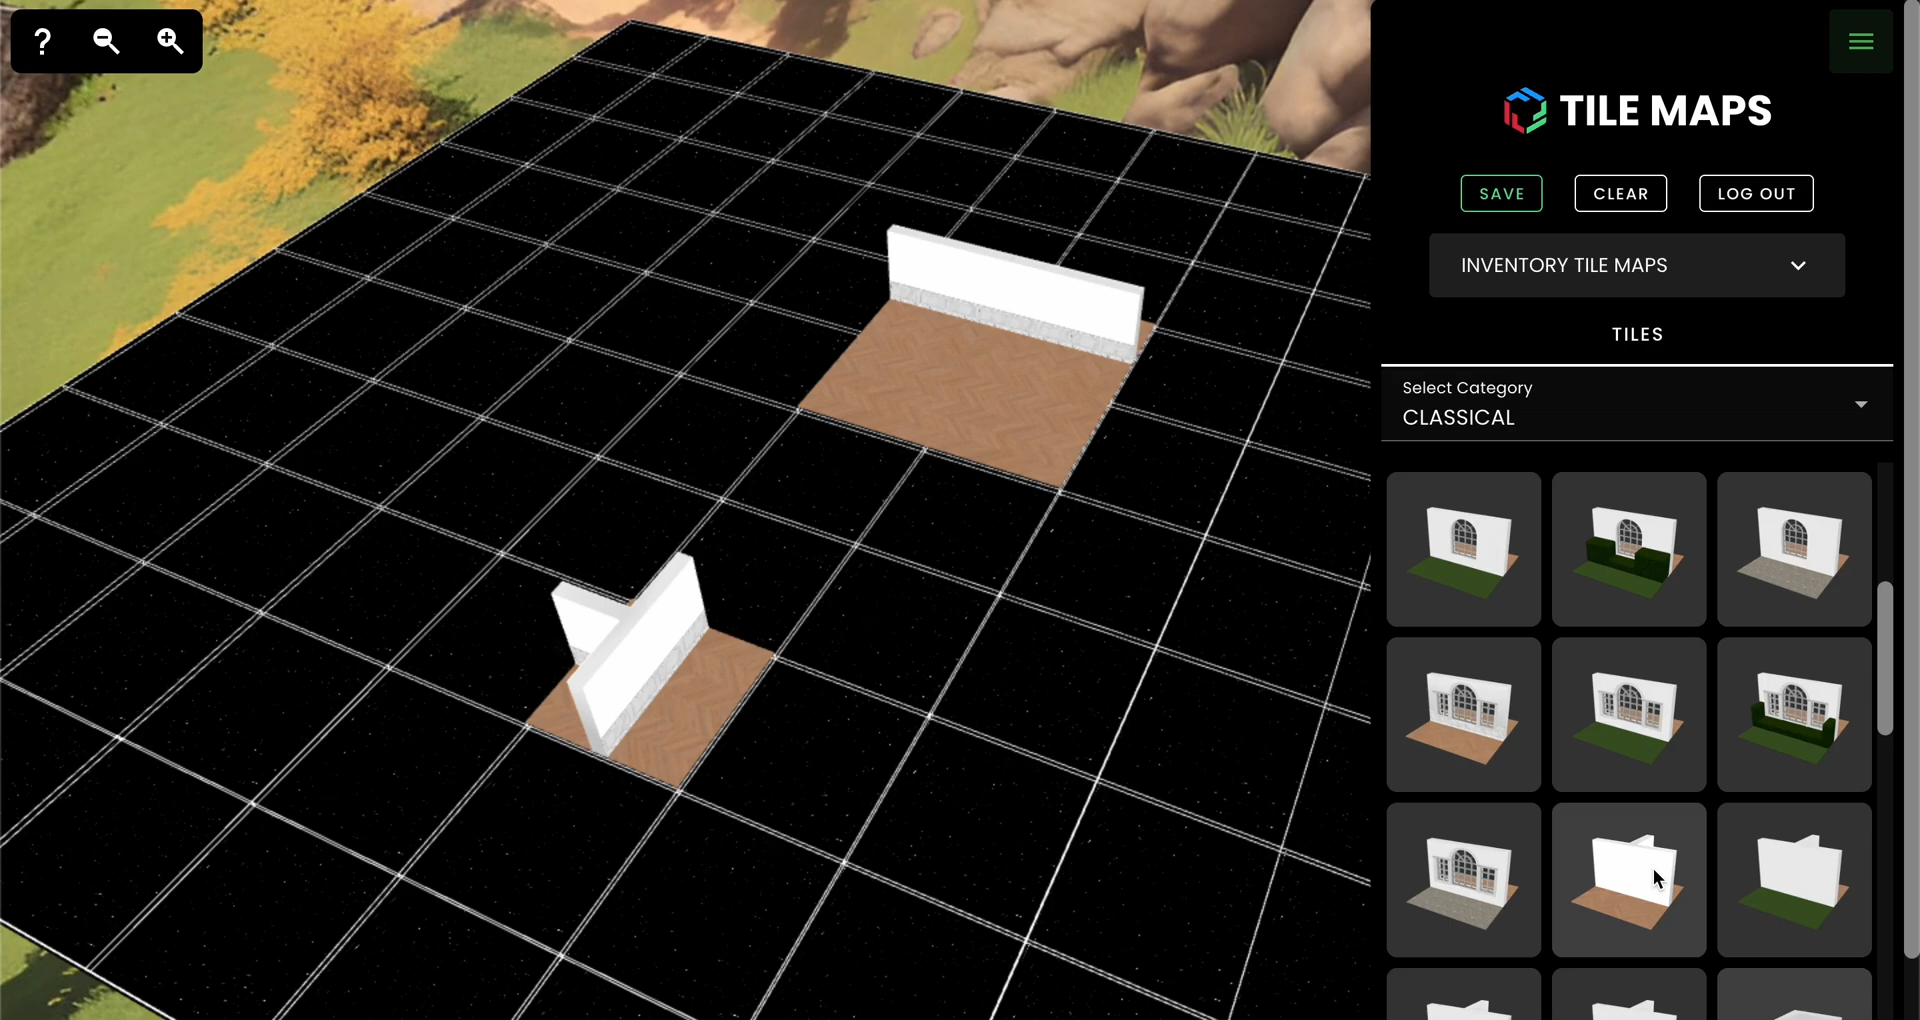 ?
TILE MAPS
SAVE CLEAR LOG OUT
INVENTORY TILE MAPS
TILES
Select Category
CLASSICAL